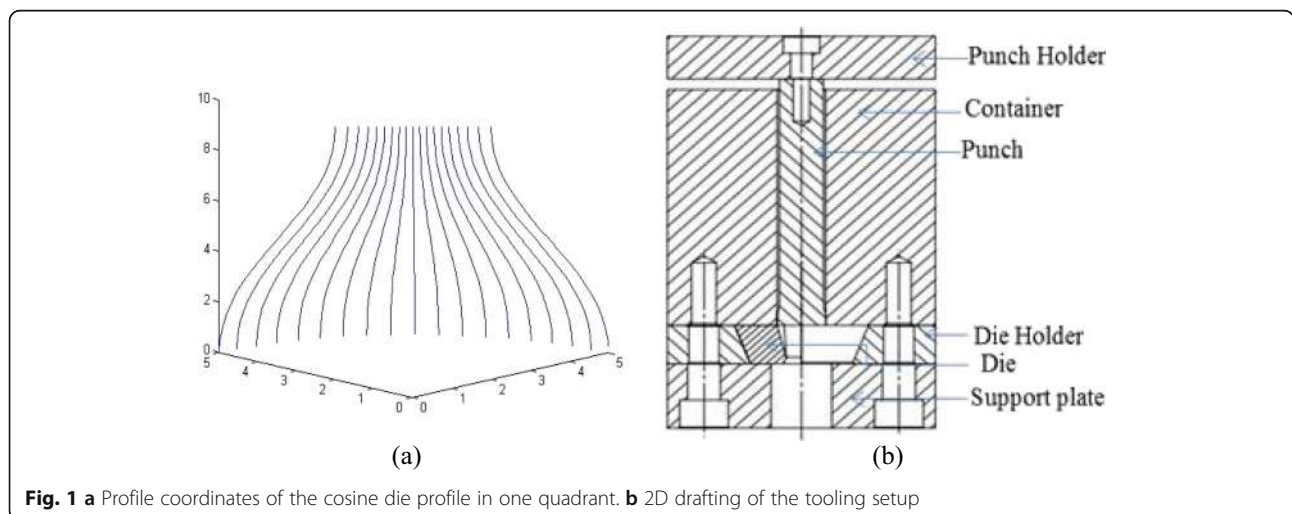 10
8
6
4
2
0
5
4
3
2
1
0
0
1
2
3
4
5
(a)
Punch Holder
Container
Punch
Die Holder
Die
Support plate
(b)
Fig. 1 a Profile coordinates of the cosine die profile in one quadrant. b 2D drafting of the tooling setup